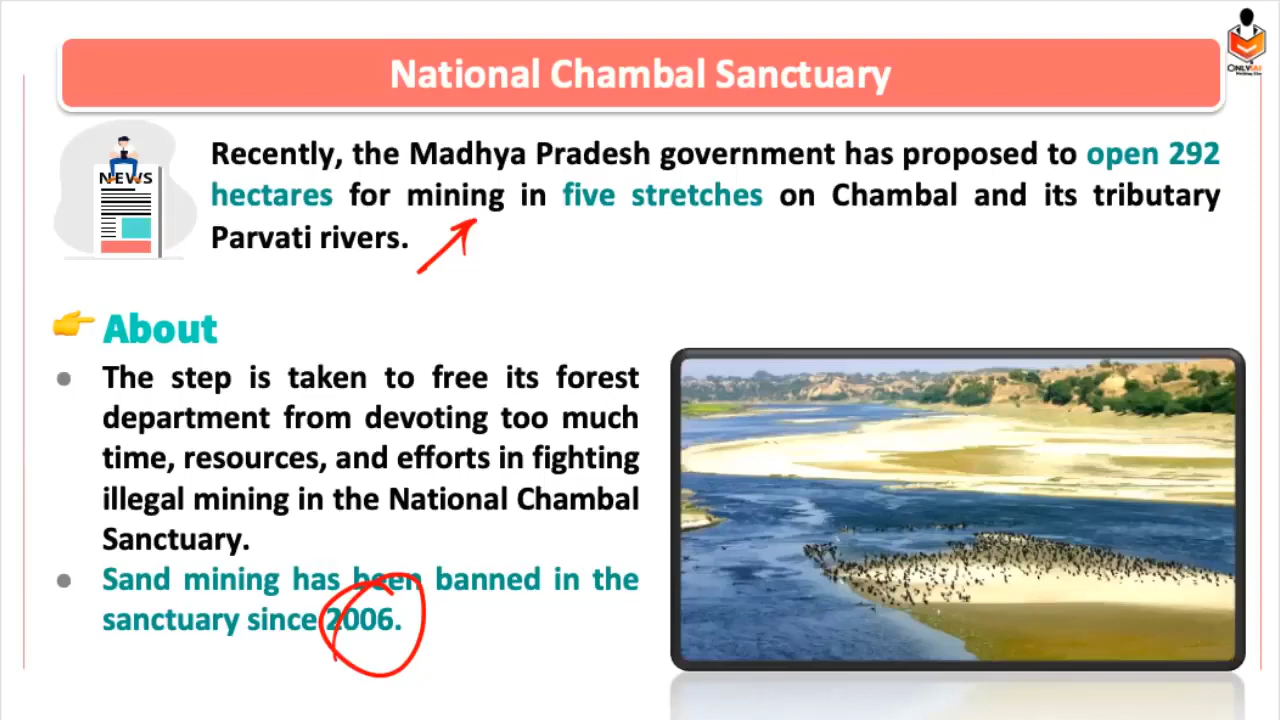 National Chambal Sanctuary
ONLYIAS
NEWS
Recently, the Madhya Pradesh government has proposed to open 292
hectares for mining in five stretches on Chambal and its tributary
Parvati rivers.
About
The step is taken to free its forest
department from devoting too much
time, resources, and efforts in fighting
illegal mining in the National Chambal
Sanctuary.
Sand mining has been banned in the
sanctuary since 2006.